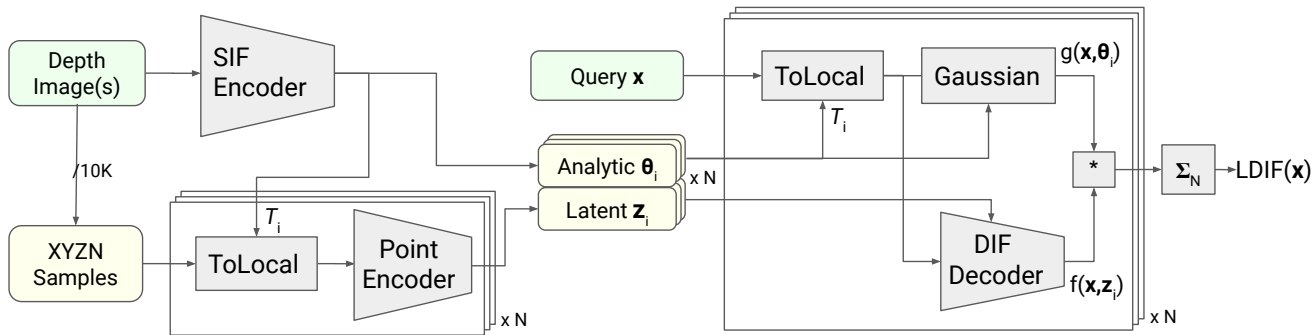 Depth
Image(s)
SIF
Encoder
/10K
XYZN
Samples
T_i
ToLocal
Point
Encoder
x N
Query x
Analytic θ_i
x N
Latent z_i
ToLocal
T_i
Gaussian
g(x,θ_i)
DIF
Decoder
f(x,z_i)
x N
*
Σ_N
LDIF(x)